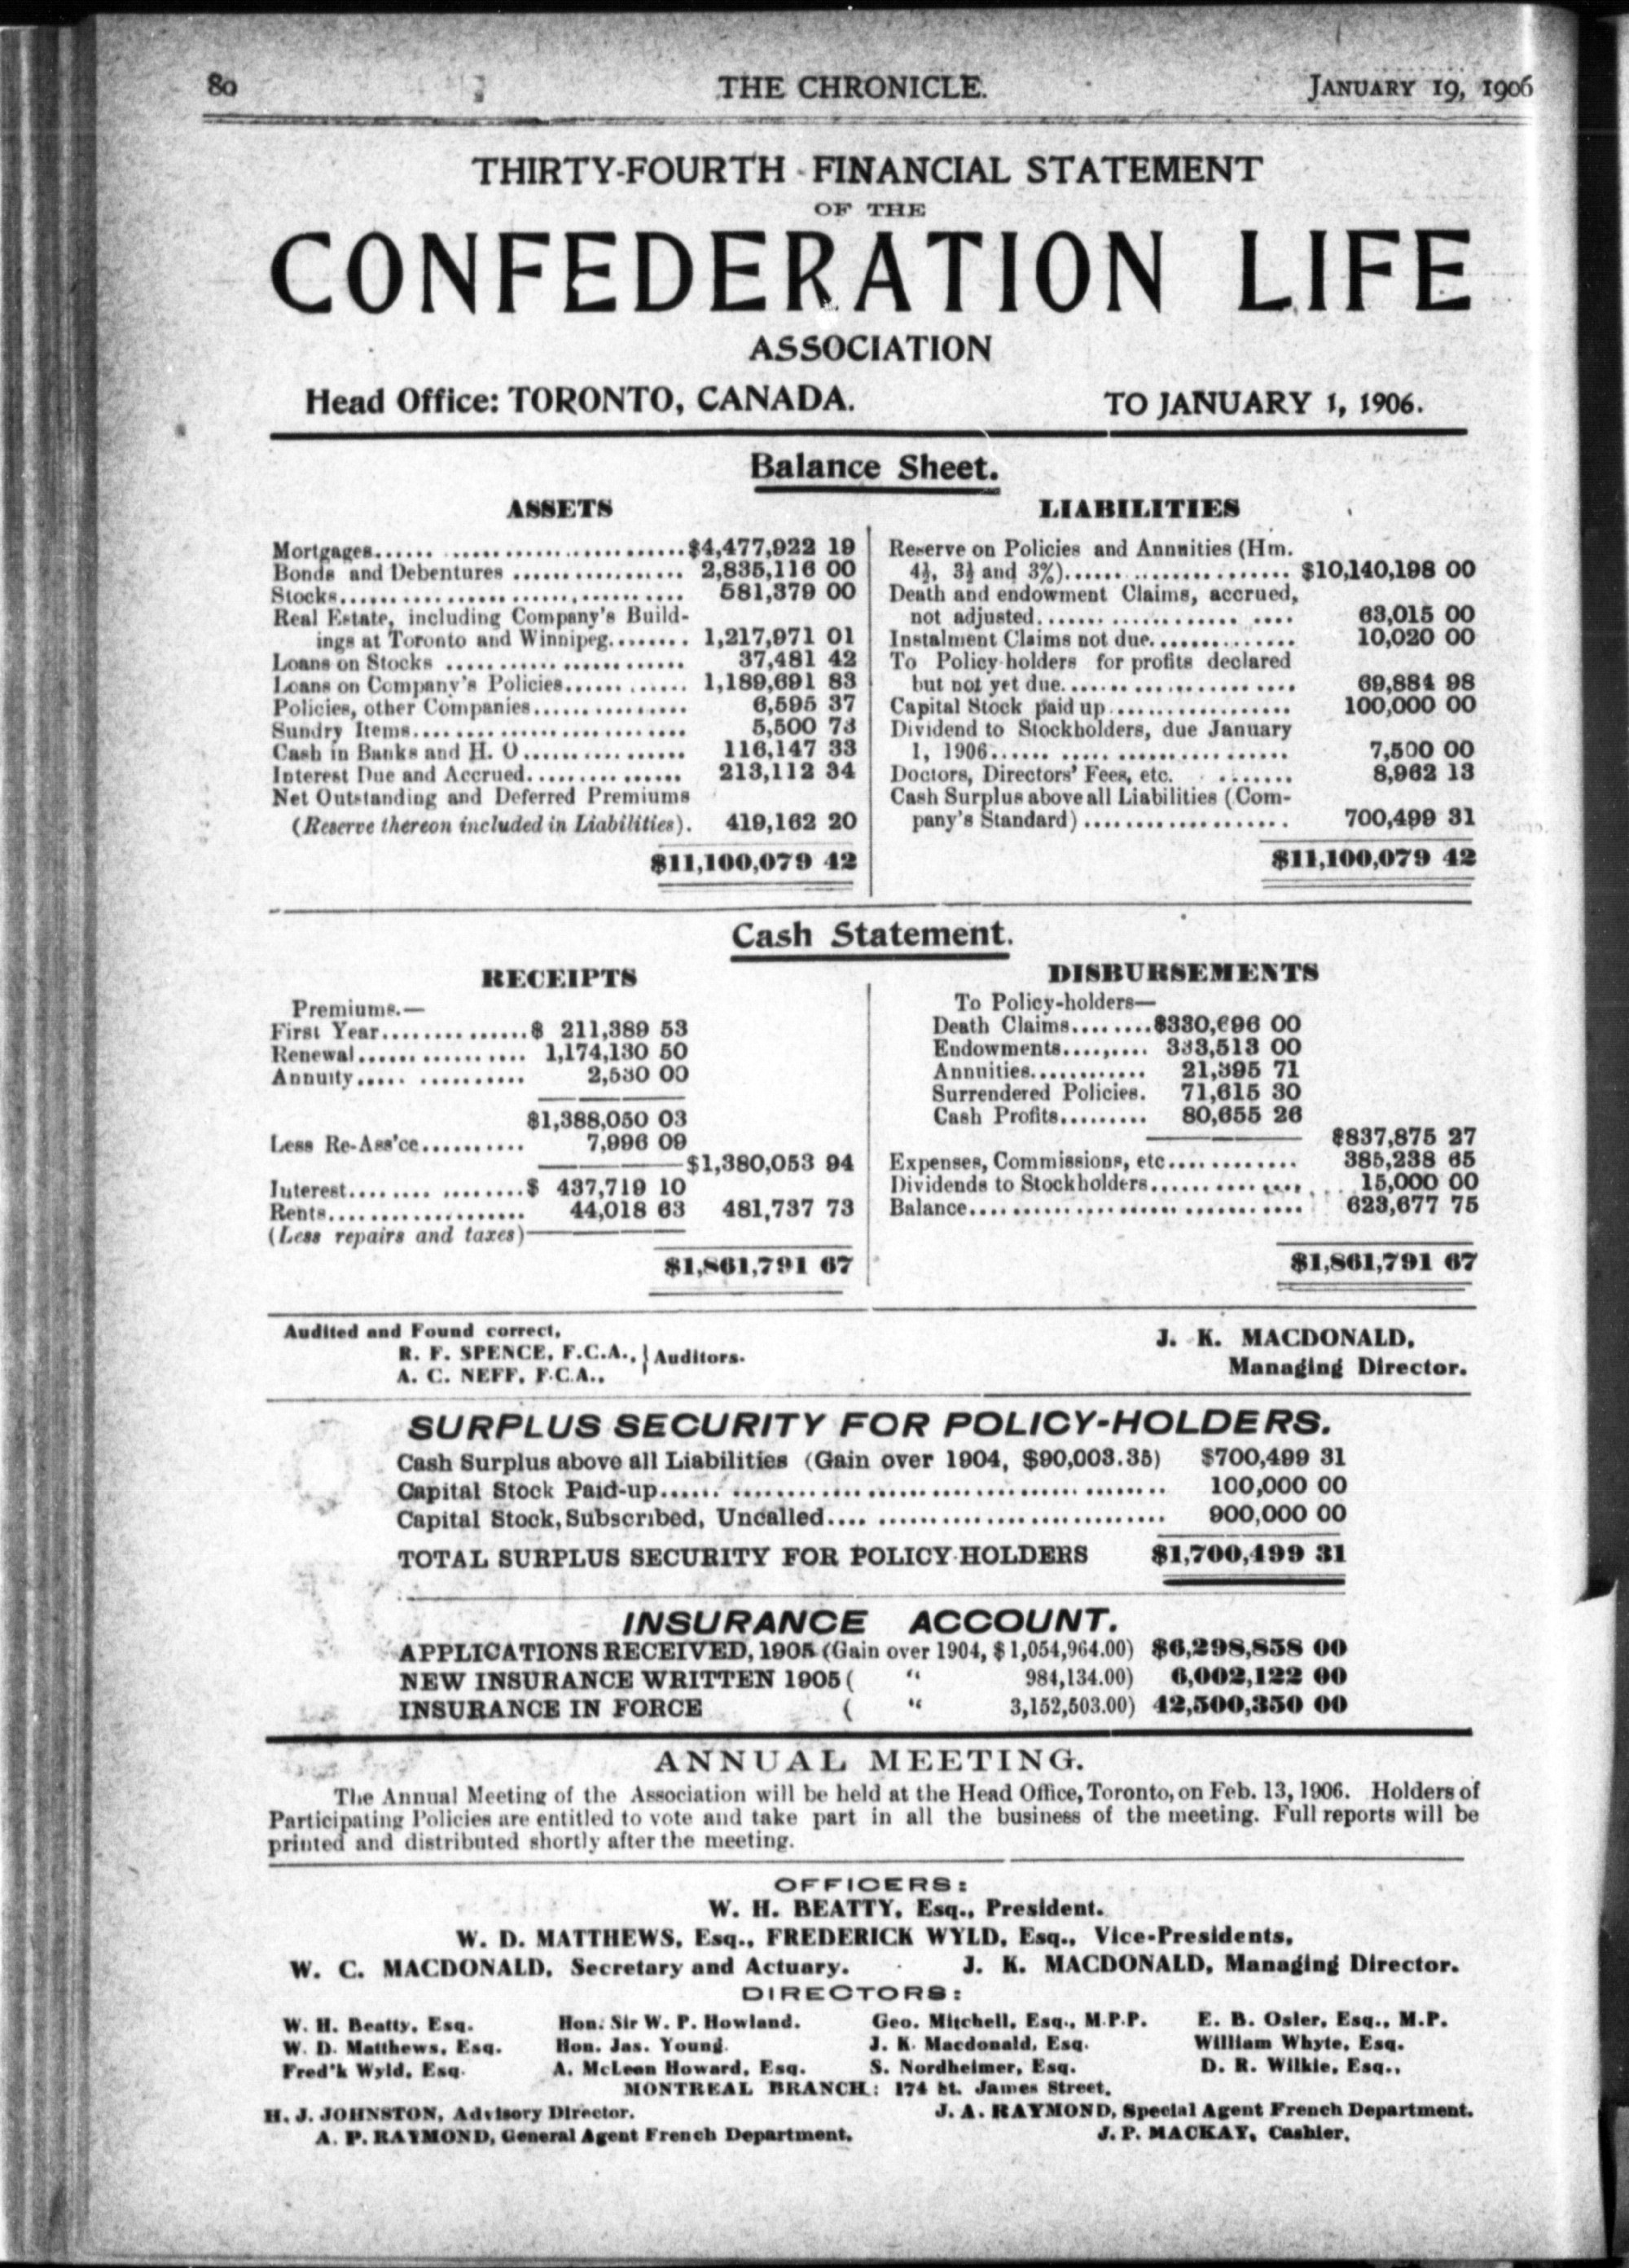 80 THE CHRONICLE. JANUARY 19, 1906
THIRTY-FOURTH FINANCIAL STATEMENT
OF THE
CONFEDERATION LIFE
ASSOCIATION
Head Office: TORONTO, CANADA. TO JANUARY 1, 1906.
Balance Sheet.
ASSETS
Mortgages.................................... $4,477,922 19
Bonds and Debentures ................. 2,835,116 00
Stocks.................................... 581,379 00
Real Estate, including Company's Build-
ings at Toronto and Winnipeg........ 1,217,971 01
Loans on Stocks ........................ 37,481 42
Loans on Company's Policies............ 1,189,691 83
Policies, other Companies................ 6,595 37
Sundry Items............................ 5,500 73
Cash in Banks and H. O................. 116,147 33
Interest Due and Accrued............... 213,112 34
Net Outstanding and Deferred Premiums
(Reserve thereon included in Liabilities). 419,162 20
$11,100,079 42
LIABILITIES
Reserve on Policies and Annuities (Hm.
4½, 3½ and 3%)........................ $10,140,198 00
Death and endowment Claims, accrued,
not adjusted........................ 63,015 00
Instalment Claims not due.............. 10,020 00
To Policy-holders for profits declared
but not yet due........................ 69,884 98
Capital Stock paid up.................. 100,000 00
Dividend to Stockholders, due January
1, 1906.............................. 7,500 00
Doctors, Directors' Fees, etc. ........ 8,962 13
Cash Surplus above all Liabilities (Com-
pany's Standard) .................... 700,499 31
$11,100,079 42
Cash Statement.
RECEIPTS
Premiums.—
First Year..............$ 211,389 53
Renewal................. 1,174,130 50
Annuity..... .......... 2,530 00
$1,388,050 03
Less Re-Ass'ce.......... 7,996 09
$1,380,053 94
Interest........ ........$ 437,719 10
Rents................... 44,018 63 481,737 73
(Less repairs and taxes)
$1,861,791 67
DISBURSEMENTS
To Policy-holders—
Death Claims........$330,696 00
Endowments......... 333,513 00
Annuities............ 21,395 71
Surrendered Policies. 71,615 30
Cash Profits......... 80,655 26
$837,875 27
Expenses, Commissions, etc............. 385,238 65
Dividends to Stockholders............... 15,000 00
Balance................................. 623,677 75
$1,861,791 67
Audited and Found correct,
R. F. SPENCE, F.C.A., } Auditors.
A. C. NEFF, F.C.A.,
J. K. MACDONALD,
Managing Director.
SURPLUS SECURITY FOR POLICY-HOLDERS.
Cash Surplus above all Liabilities (Gain over 1904, $90,003.35) $700,499 31
Capital Stock Paid-up............................................ 100,000 00
Capital Stock, Subscribed, Uncalled.... ........................... 900,000 00
TOTAL SURPLUS SECURITY FOR POLICY-HOLDERS $1,700,499 31
INSURANCE ACCOUNT.
APPLICATIONS RECEIVED, 1905 (Gain over 1904, $1,054,964.00) $6,298,858 00
NEW INSURANCE WRITTEN 1905 ( “ 984,134.00) 6,002,122 00
INSURANCE IN FORCE ( “ 3,152,503.00) 42,500,350 00
ANNUAL MEETING.
The Annual Meeting of the Association will be held at the Head Office, Toronto, on Feb. 13, 1906. Holders of
Participating Policies are entitled to vote and take part in all the business of the meeting. Full reports will be
printed and distributed shortly after the meeting.
OFFICERS:
W. H. BEATTY, Esq., President.
W. D. MATTHEWS, Esq., FREDERICK WYLD, Esq., Vice-Presidents,
W. C. MACDONALD, Secretary and Actuary. J. K. MACDONALD, Managing Director.
DIRECTORS:
W. H. Beatty, Esq. Hon. Sir W. P. Howland. Geo. Mitchell, Esq., M.P.P. E. B. Osler, Esq., M.P.
W. D. Matthews, Esq. Hon. Jas. Young. J. K. Macdonald, Esq. William Whyte, Esq.
Fred'k Wyld, Esq. A. McLean Howard, Esq. S. Nordheimer, Esq. D. R. Wilkie, Esq.,
MONTREAL BRANCH: 174 St. James Street.
H. J. JOHNSTON, Advisory Director. J. A. RAYMOND, Special Agent French Department.
A. P. RAYMOND, General Agent French Department. J. P. MACKAY, Cashier.